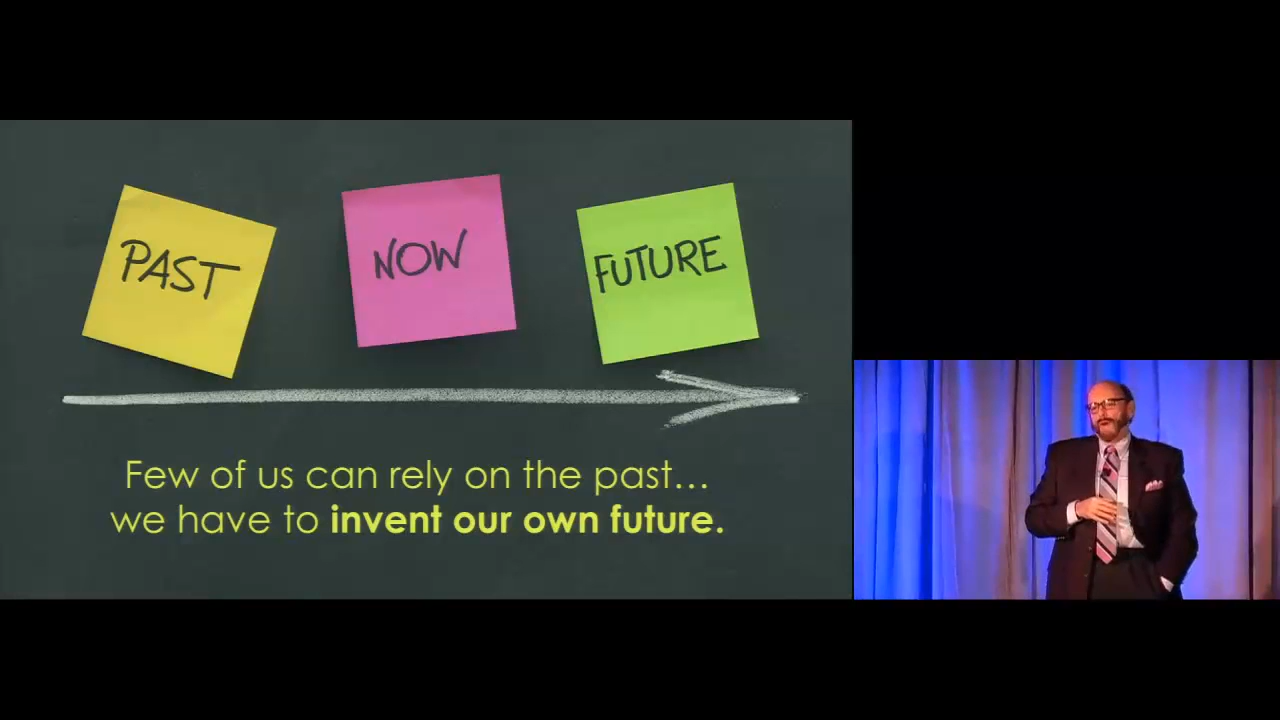 PAST
NOW
FUTURE
Few of us can rely on the past...
we have to invent our own future.